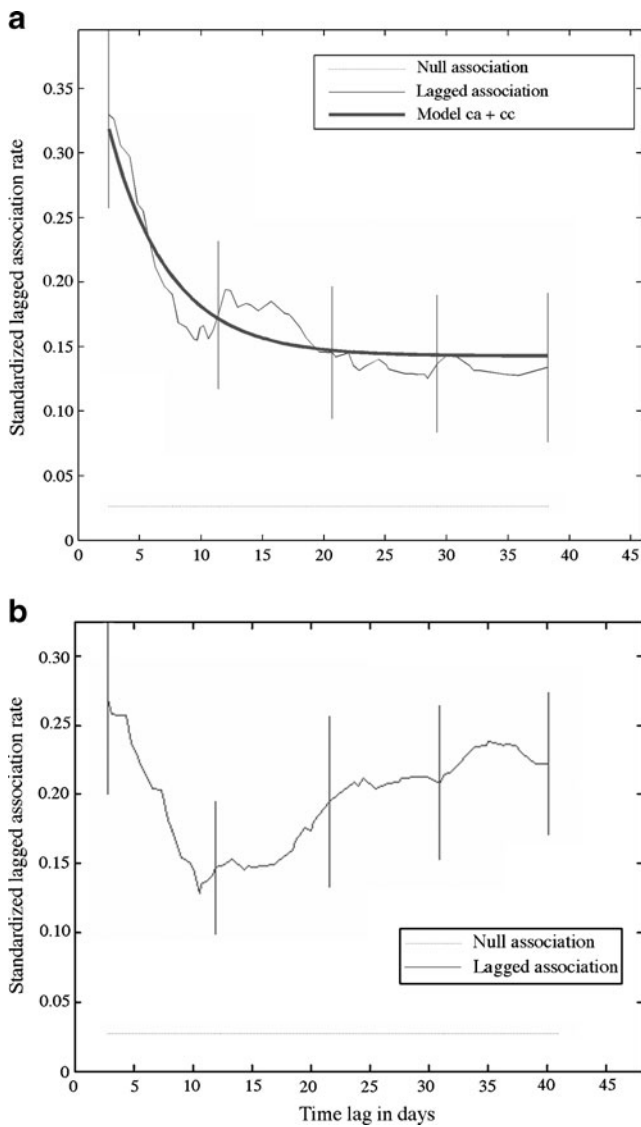 a
Standardized lagged association rate
0.35
0.30
0.25
0.20
0.15
0.10
0.05
0
Null association
Lagged association
Model ca + cc
0 5 10 15 20 25 30 35 40 45
b
Standardized lagged association rate
0.30
0.25
0.20
0.15
0.10
0.05
0
Null association
Lagged association
0 5 10 15 20 25 30 35 40 45
Time lag in days